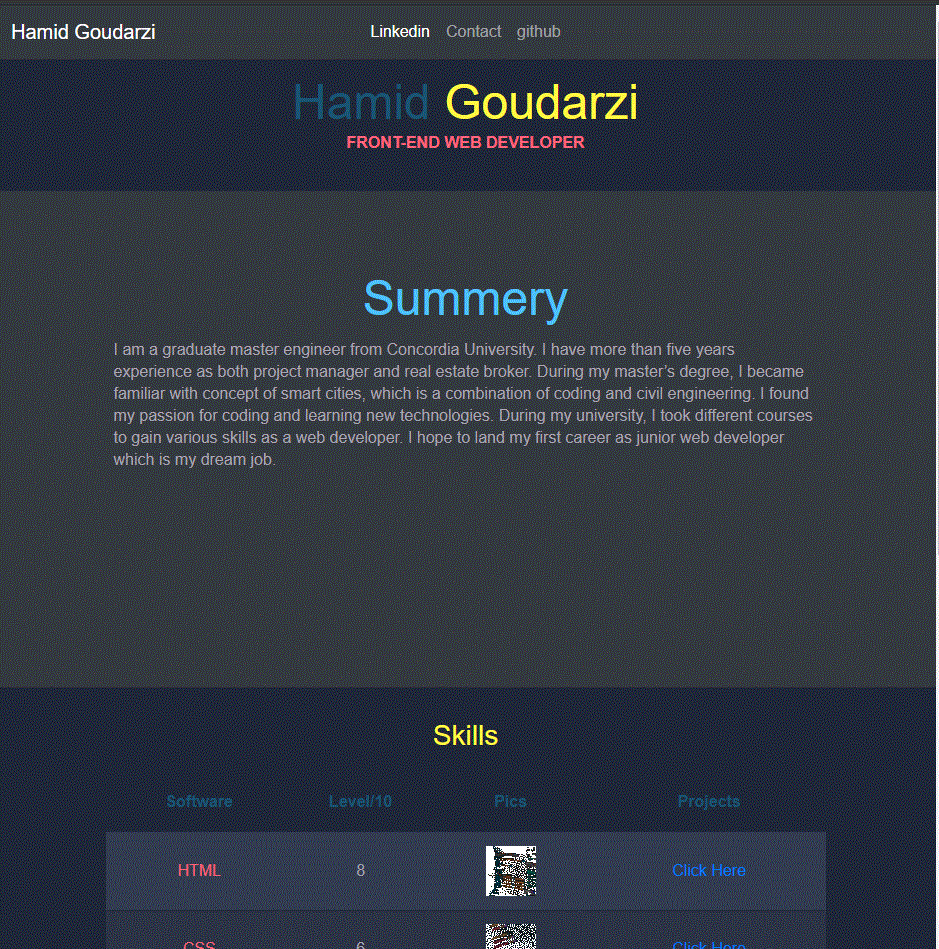 Hamid Goudarzi
Linkedin Contact github
Hamid Goudarzi
FRONT-END WEB DEVELOPER
Summery
I am a graduate master engineer from Concordia University. I have more than five years
experience as both project manager and real estate broker. During my master's degree, I became
familiar with concept of smart cities, which is a combination of coding and civil engineering. I found
my passion for coding and learning new technologies. During my university, I took different courses
to gain various skills as a web developer. I hope to land my first career as junior web developer
which is my dream job.
Skills
Software Level/10 Pics Projects
HTML 8 Click Here
CSS 6 Click Here